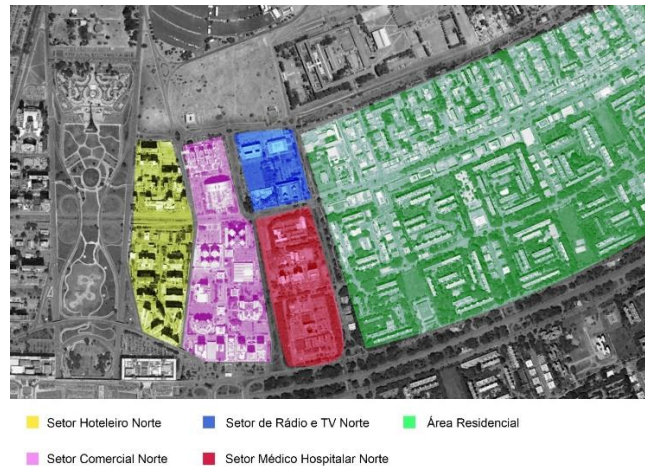 Setor Hoteleiro Norte
Setor de Rádio e TV Norte
Área Residencial
Setor Comercial Norte
Setor Médico Hospitalar Norte